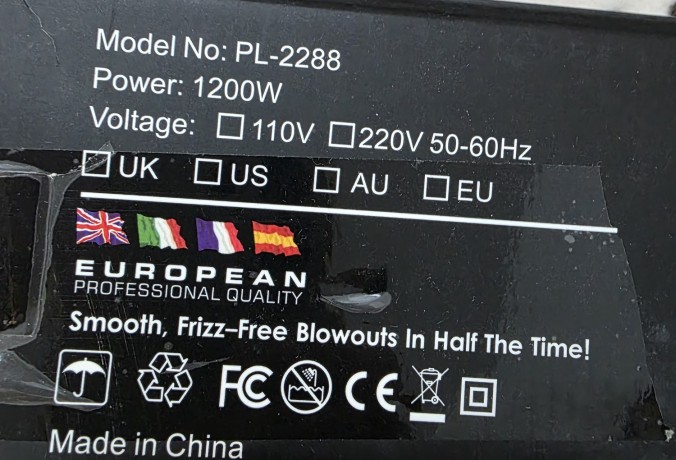 Model No: PL-2288
Power: 1200W
Voltage: ☐ 110V ☐ 220V 50-60Hz
☐ UK ☐ US ☐ AU ☐ EU
EUROPEAN
PROFESSIONAL QUALITY
Smooth, Frizz–Free Blowouts In Half The Time!
FC CE
Made in China